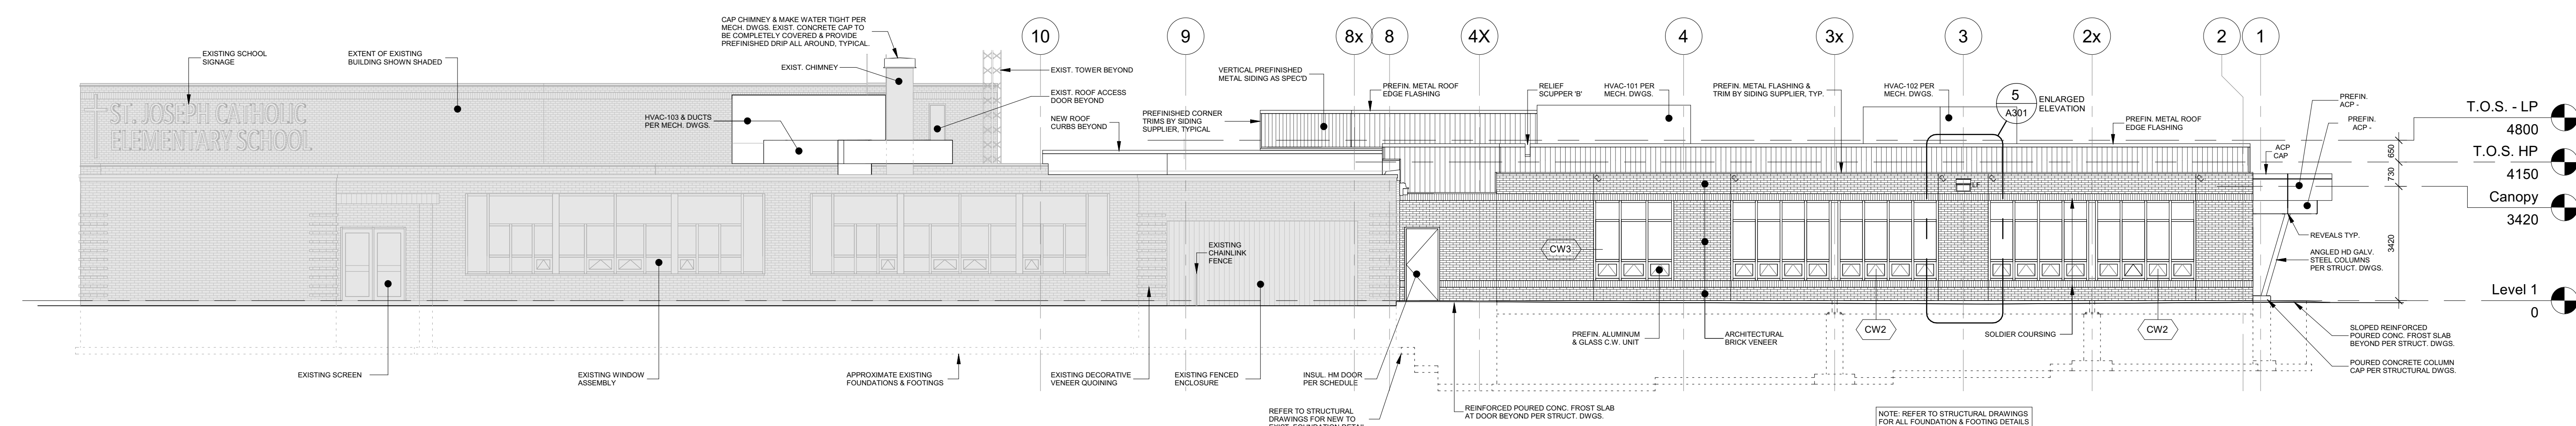 CAP CHIMNEY & MAKE WATER TIGHT PER
MECH. DWGS. EXIST. CONCRETE CAP TO
BE COMPLETELY COVERED & PROVIDE
PREFINISHED DRIP ALL AROUND, TYPICAL.
10
9
8x
8
4X
4
3x
3
2x
2
1
EXISTING SCHOOL
SIGNAGE
EXTENT OF EXISTING
BUILDING SHOWN SHADED
EXIST. CHIMNEY
EXIST. TOWER BEYOND
VERTICAL PREFINISHED
METAL SIDING AS SPEC'D
PREFIN. METAL ROOF
EDGE FLASHING
RELIEF
SCUPPER 'B'
HVAC-101 PER
MECH. DWGS.
PREFIN. METAL FLASHING &
TRIM BY SIDING SUPPLIER, TYP.
HVAC-102 PER
MECH. DWGS.
5
A301
ENLARGED
ELEVATION
PREFIN.
ACP -
PREFIN.
ACP -
T.O.S. - LP
4800
ST. JOSEPH CATHOLIC
ELEMENTARY SCHOOL
HVAC-103 & DUCTS
PER MECH. DWGS.
EXIST. ROOF ACCESS
DOOR BEYOND
NEW ROOF
CURBS BEYOND
PREFINISHED CORNER
TRIMS BY SIDING
SUPPLIER, TYPICAL
PREFIN. METAL ROOF
EDGE FLASHING
ACP
CAP
650
T.O.S. HP
4150
730
LF
Canopy
3420
EXISTING
CHAINLINK
FENCE
CW3
REVEALS TYP.
3420
ANGLED HD GALV.
STEEL COLUMNS
PER STRUCT. DWGS.
Level 1
0
PREFIN. ALUMINUM
& GLASS C.W. UNIT
ARCHITECTURAL
BRICK VENEER
CW2
SOLDIER COURSING
CW2
SLOPED REINFORCED
POURED CONC. FROST SLAB
BEYOND PER STRUCT. DWGS.
POURED CONCRETE COLUMN
CAP PER STRUCTURAL DWGS.
EXISTING SCREEN
EXISTING WINDOW
ASSEMBLY
APPROXIMATE EXISTING
FOUNDATIONS & FOOTINGS
EXISTING DECORATIVE
VENEER QUOINING
EXISTING FENCED
ENCLOSURE
INSUL. HM DOOR
PER SCHEDULE
REFER TO STRUCTURAL
DRAWINGS FOR NEW TO
EXIST. FOUNDATION DETAIL
REINFORCED POURED CONC. FROST SLAB
AT DOOR BEYOND PER STRUCT. DWGS.
NOTE: REFER TO STRUCTURAL DRAWINGS
FOR ALL FOUNDATION & FOOTING DETAILS